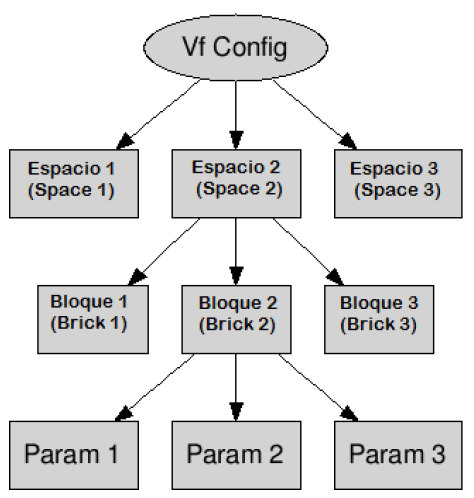 Vf Config
Espacio 1
(Space 1)
Espacio 2
(Space 2)
Espacio 3
(Space 3)
Bloque 1
(Brick 1)
Bloque 2
(Brick 2)
Bloque 3
(Brick 3)
Param 1
Param 2
Param 3